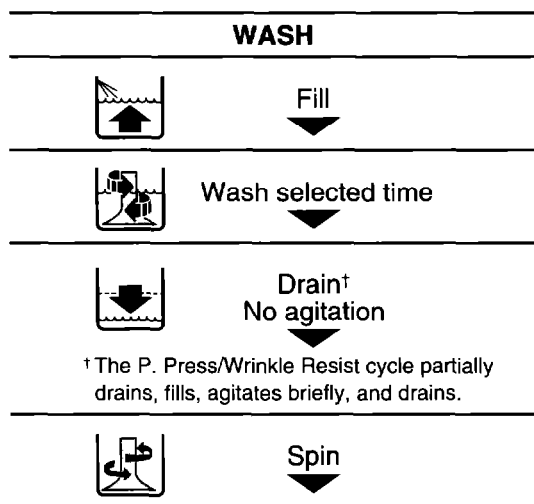 WASH
Fill
Wash selected time
Drain†
No agitation
† The P. Press/Wrinkle Resist cycle partially
drains, fills, agitates briefly, and drains.
Spin